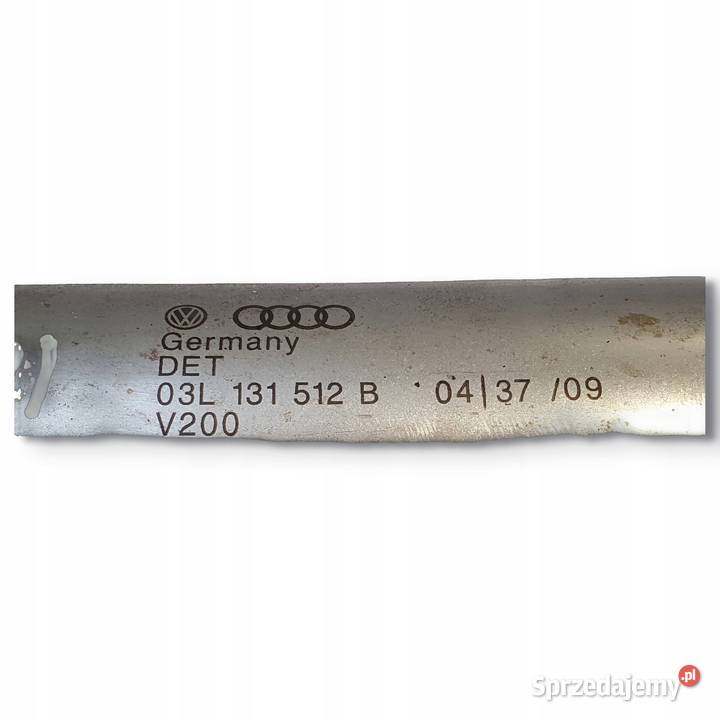 Germany
DET
03L 131 512 B 04|37 /09
V200
Sprzedajemy.pl